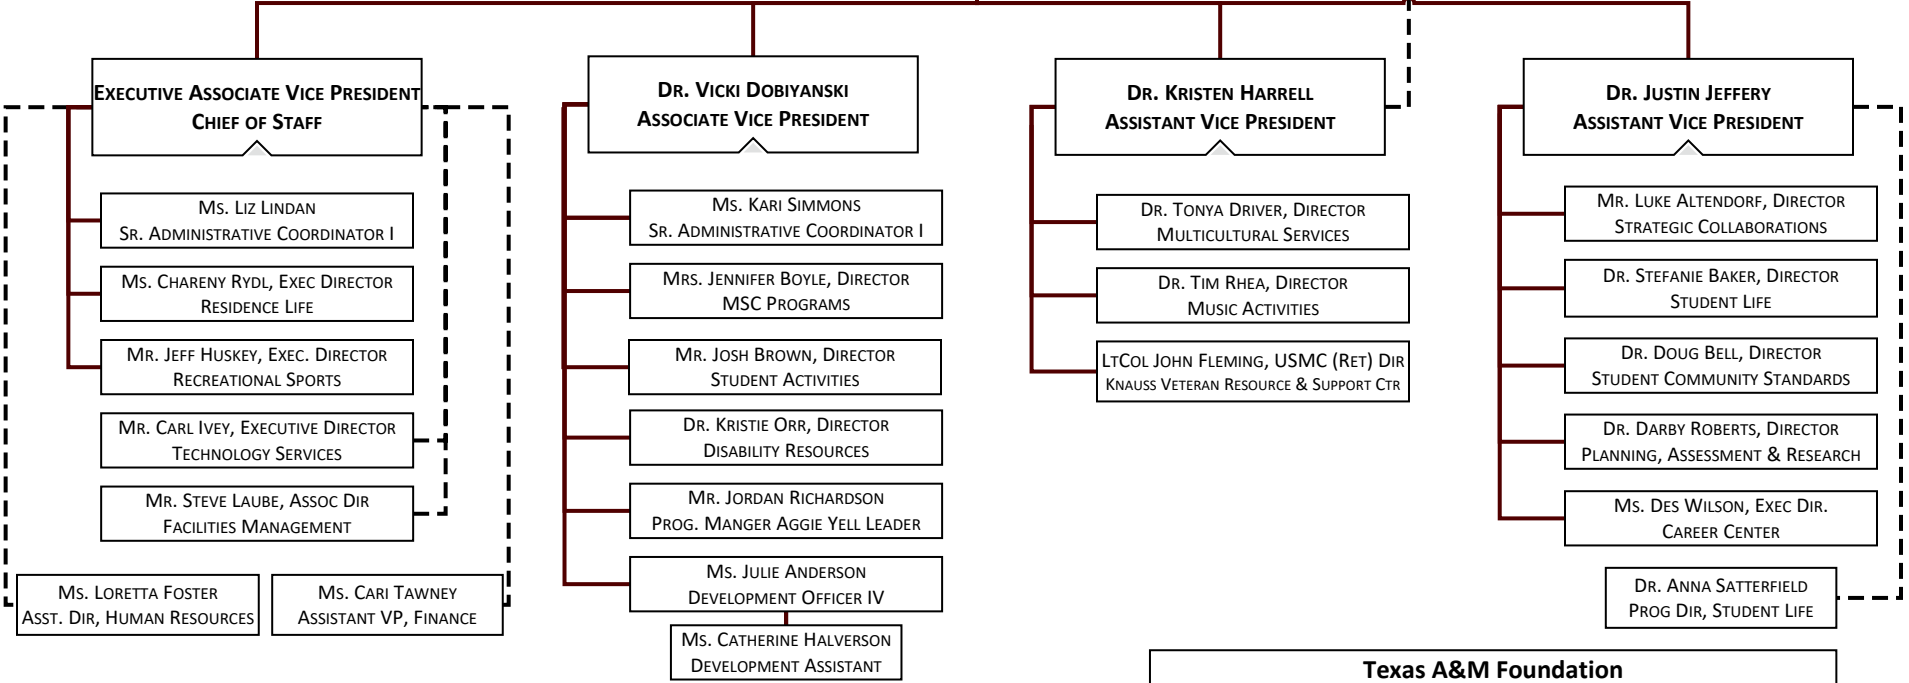 EXECUTIVE ASSOCIATE VICE PRESIDENT
CHIEF OF STAFF
MS. LIZ LINDAN
SR. ADMINISTRATIVE COORDINATOR I
MS. CHARENY RYDL, EXEC DIRECTOR
RESIDENCE LIFE
MR. JEFF HUSKEY, EXEC. DIRECTOR
RECREATIONAL SPORTS
MR. CARL IVEY, EXECUTIVE DIRECTOR
TECHNOLOGY SERVICES
MR. STEVE LAUBE, ASSOC DIR
FACILITIES MANAGEMENT
MS. LORETTA FOSTER
ASST. DIR, HUMAN RESOURCES
MS. CARI TAWNEY
ASSISTANT VP, FINANCE
DR. VICKI DOBIYANSKI
ASSOCIATE VICE PRESIDENT
MS. KARI SIMMONS
SR. ADMINISTRATIVE COORDINATOR I
MRS. JENNIFER BOYLE, DIRECTOR
MSC PROGRAMS
MR. JOSH BROWN, DIRECTOR
STUDENT ACTIVITIES
DR. KRISTIE ORR, DIRECTOR
DISABILITY RESOURCES
MR. JORDAN RICHARDSON
PROG. MANGER AGGIE YELL LEADER
MS. JULIE ANDERSON
DEVELOPMENT OFFICER IV
MS. CATHERINE HALVERSON
DEVELOPMENT ASSISTANT
DR. KRISTEN HARRELL
ASSISTANT VICE PRESIDENT
DR. TONYA DRIVER, DIRECTOR
MULTICULTURAL SERVICES
DR. TIM RHEA, DIRECTOR
MUSIC ACTIVITIES
LTCOL JOHN FLEMING, USMC (RET) DIR
KNAUSS VETERAN RESOURCE & SUPPORT CTR
DR. JUSTIN JEFFERY
ASSISTANT VICE PRESIDENT
MR. LUKE ALTENDORF, DIRECTOR
STRATEGIC COLLABORATIONS
DR. STEFANIE BAKER, DIRECTOR
STUDENT LIFE
DR. DOUG BELL, DIRECTOR
STUDENT COMMUNITY STANDARDS
DR. DARBY ROBERTS, DIRECTOR
PLANNING, ASSESSMENT & RESEARCH
MS. DES WILSON, EXEC DIR.
CAREER CENTER
DR. ANNA SATTERFIELD
PROG DIR, STUDENT LIFE
Texas A&M Foundation